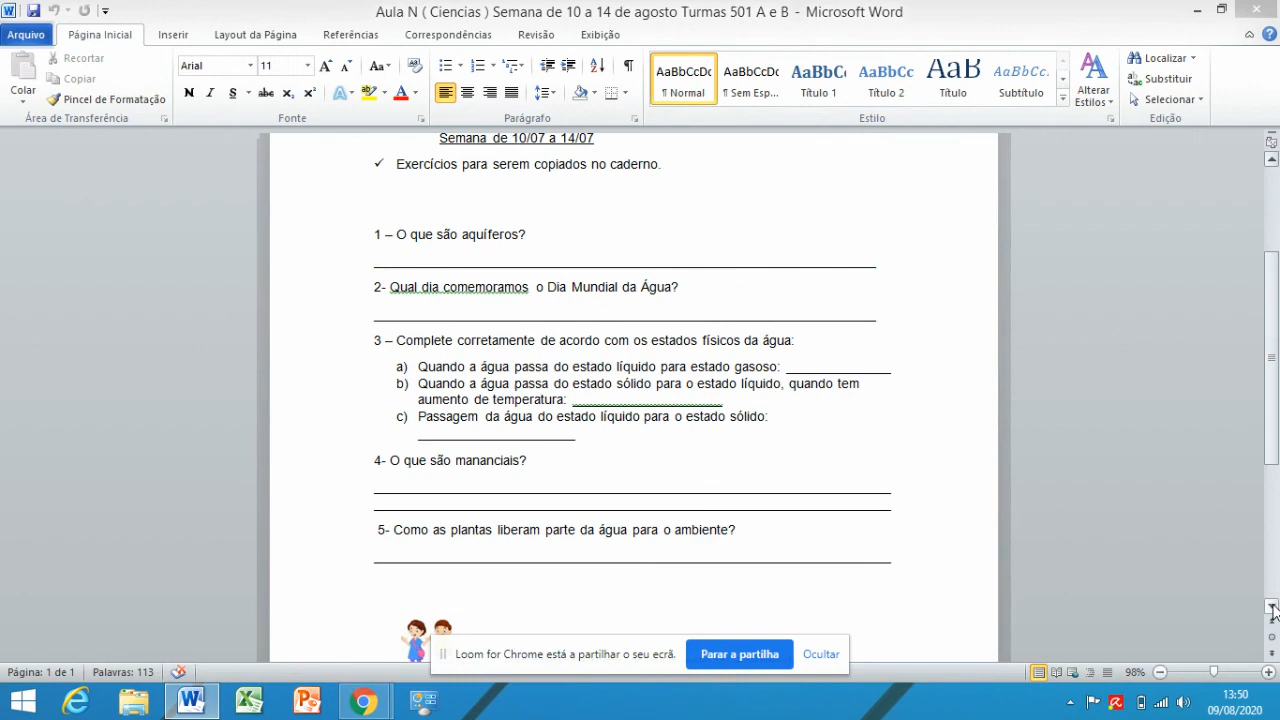 Aula N ( Ciencias ) Semana de 10 a 14 de agosto Turmas 501 A e B - Microsoft Word
Arquivo Página Inicial Inserir Layout da Página Referências Correspondências Revisão Exibição
Colar
Recortar
Copiar
Pincel de Formatação
Área de Transferência
Arial 11
N I S abc x₂ x² A ab A
Fonte
Parágrafo
AaBbCcDc AaBbCcDc AaBbCc AaBbCc AaB AaBbCc.
¶ Normal ¶ Sem Esp... Título 1 Título 2 Título Subtítulo
Alterar Estilos
Estilo
Localizar
Substituir
Selecionar
Edição
Semana de 10/07 a 14/07
✓ Exercícios para serem copiados no caderno.
1 – O que são aquíferos?
2- Qual dia comemoramos o Dia Mundial da Água?
3 – Complete corretamente de acordo com os estados físicos da água:
a) Quando a água passa do estado líquido para estado gasoso: ______________
b) Quando a água passa do estado sólido para o estado líquido, quando tem
aumento de temperatura: ____________________
c) Passagem da água do estado líquido para o estado sólido:
_____________________
4- O que são mananciais?
5- Como as plantas liberam parte da água para o ambiente?
Loom for Chrome está a partilhar o seu ecrã. Parar a partilha Ocultar
Página: 1 de 1 Palavras: 113 98%
13:50
09/08/2020